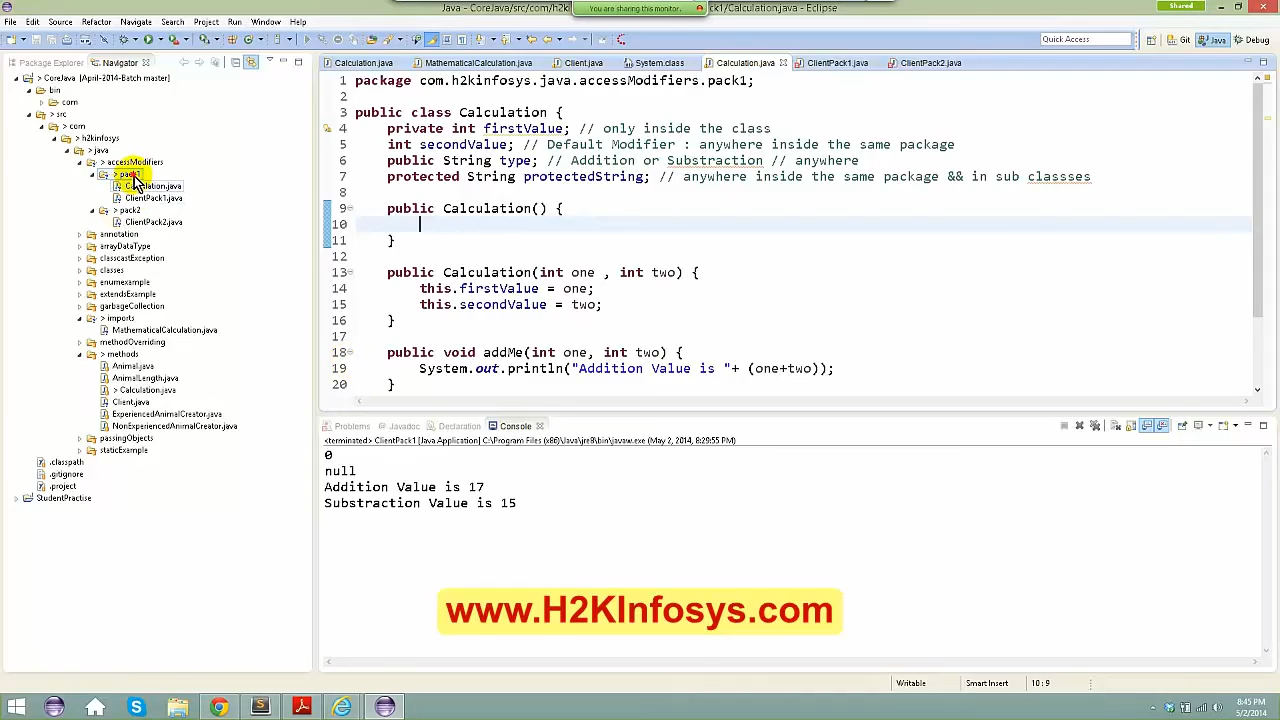 Java - CoreJava/src/com/h2k
You are sharing this monitor.
ck1/Calculation.java - Eclipse
Shared
File Edit Source Refactor Navigate Search Project Run Window Help
Quick Access
Git Java Debug
Package Explorer Navigator
Calculation.java MathematicalCalculation.java Client.java System.class Calculation.java ClientPack1.java ClientPack2.java
> CoreJava [April-2014-Batch master]
bin
com
> src
> com
> h2kinfosys
> java
> accessModifiers
> pack1
Calculation.java
ClientPack1.java
> pack2
ClientPack2.java
annotation
arrayDataType
classcastException
classes
enumexample
extendsExample
garbageCollection
> imports
MathematicalCalculation.java
methodOverriding
> methods
Animal.java
AnimalLength.java
> Calculation.java
Client.java
ExperiencedAnimalCreator.java
NonExperiencedAnimalCreator.java
passingObjects
staticExample
.classpath
.gitignore
.project
StudentPractise
1 package com.h2kinfosys.java.accessModifiers.pack1;
2
3 public class Calculation {
4 private int firstValue; // only inside the class
5 int secondValue; // Default Modifier : anywhere inside the same package
6 public String type; // Addition or Substraction // anywhere
7 protected String protectedString; // anywhere inside the same package && in sub classses
8
9 public Calculation() {
10
11 }
12
13 public Calculation(int one , int two) {
14 this.firstValue = one;
15 this.secondValue = two;
16 }
17
18 public void addMe(int one, int two) {
19 System.out.println("Addition Value is "+ (one+two));
20 }
Problems Javadoc Declaration Console
<terminated> ClientPack1 [Java Application] C:\Program Files (x86)\Java\jre8\bin\javaw.exe (May 2, 2014, 8:29:55 PM)
0
null
Addition Value is 17
Substraction Value is 15
www.H2KInfosys.com
Writable Smart Insert 10 : 9
8:45 PM
5/2/2014